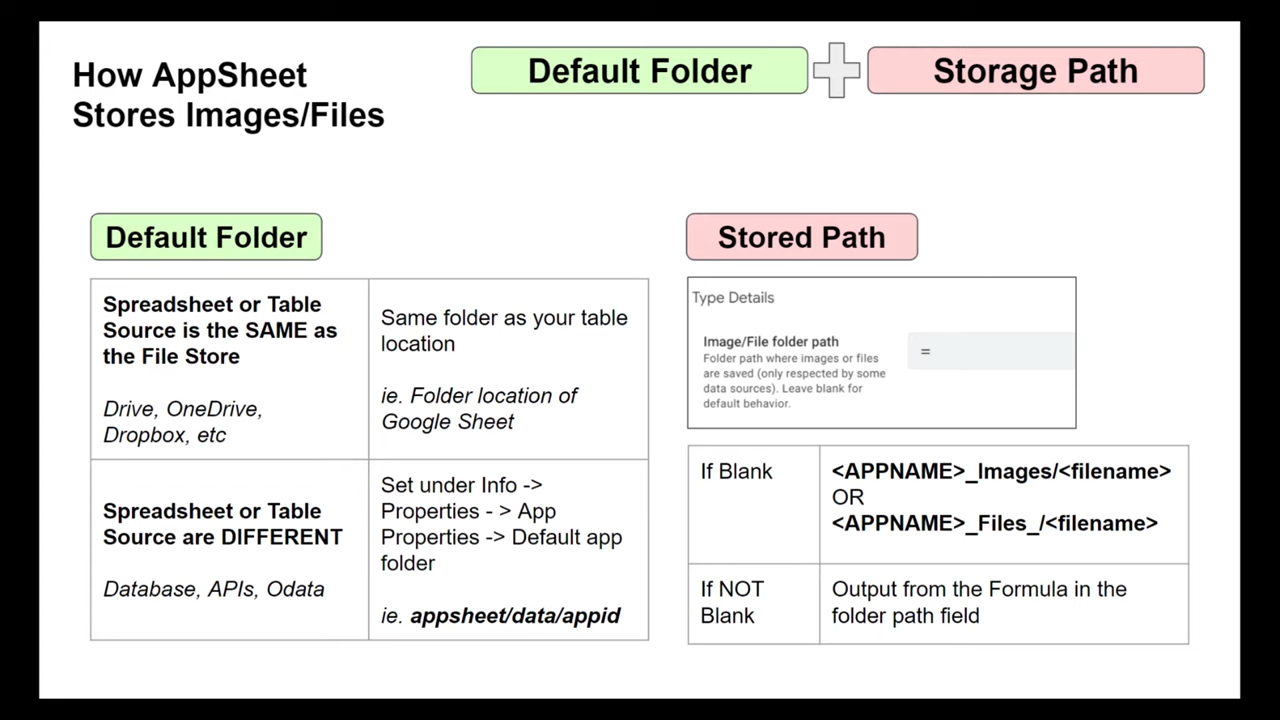 How AppSheet
Stores Images/Files
Default Folder
Storage Path
Default Folder
Spreadsheet or Table
Source is the SAME as
the File Store
Drive, OneDrive,
Dropbox, etc
Same folder as your table
location
ie. Folder location of
Google Sheet
Spreadsheet or Table
Source are DIFFERENT
Database, APIs, Odata
Set under Info ->
Properties - > App
Properties -> Default app
folder
ie. appsheet/data/appid
Stored Path
Type Details
Image/File folder path
Folder path where images or files
are saved (only respected by some
data sources). Leave blank for
default behavior.
=
If Blank
<APPNAME>_Images/<filename>
OR
<APPNAME>_Files_/<filename>
If NOT
Blank
Output from the Formula in the
folder path field